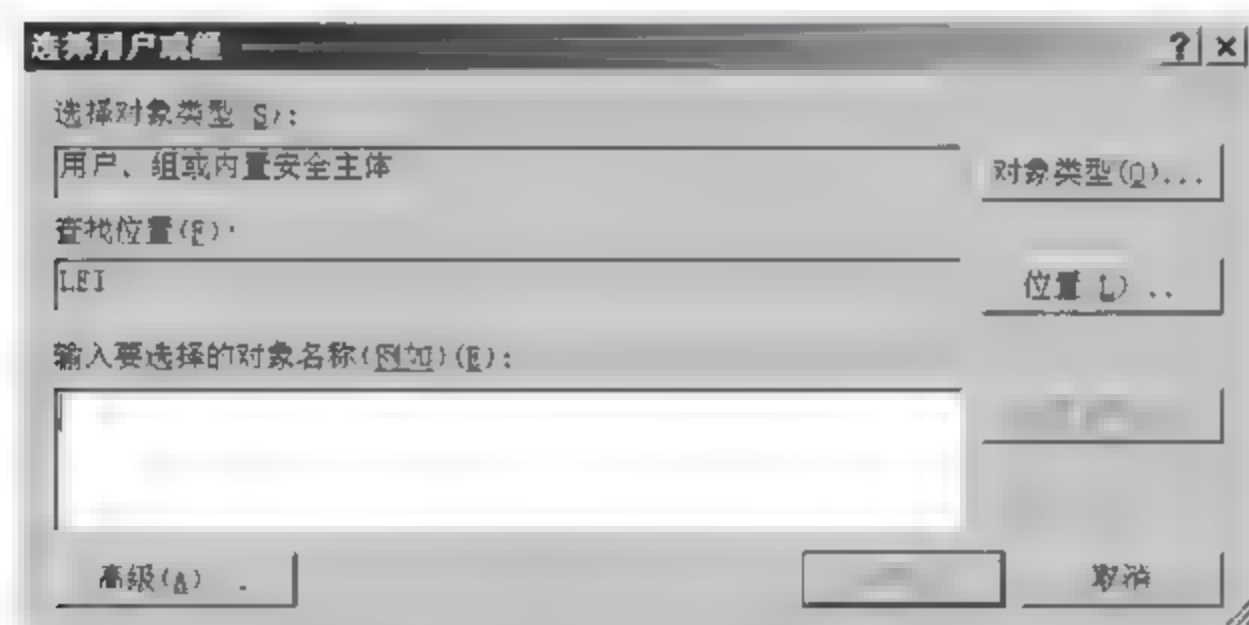 选择用户或组
选择对象类型 S):
用户、组或内置安全主体
对象类型(O)...
查找位置(F):
LEI
位置 L) ..
输入要选择的对象名称(例如)(E):
高级(A) .
取消